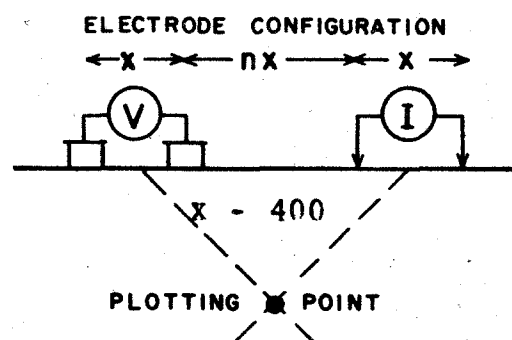 ELECTRODE CONFIGURATION
x nx x
V I
x - 400
PLOTTING POINT